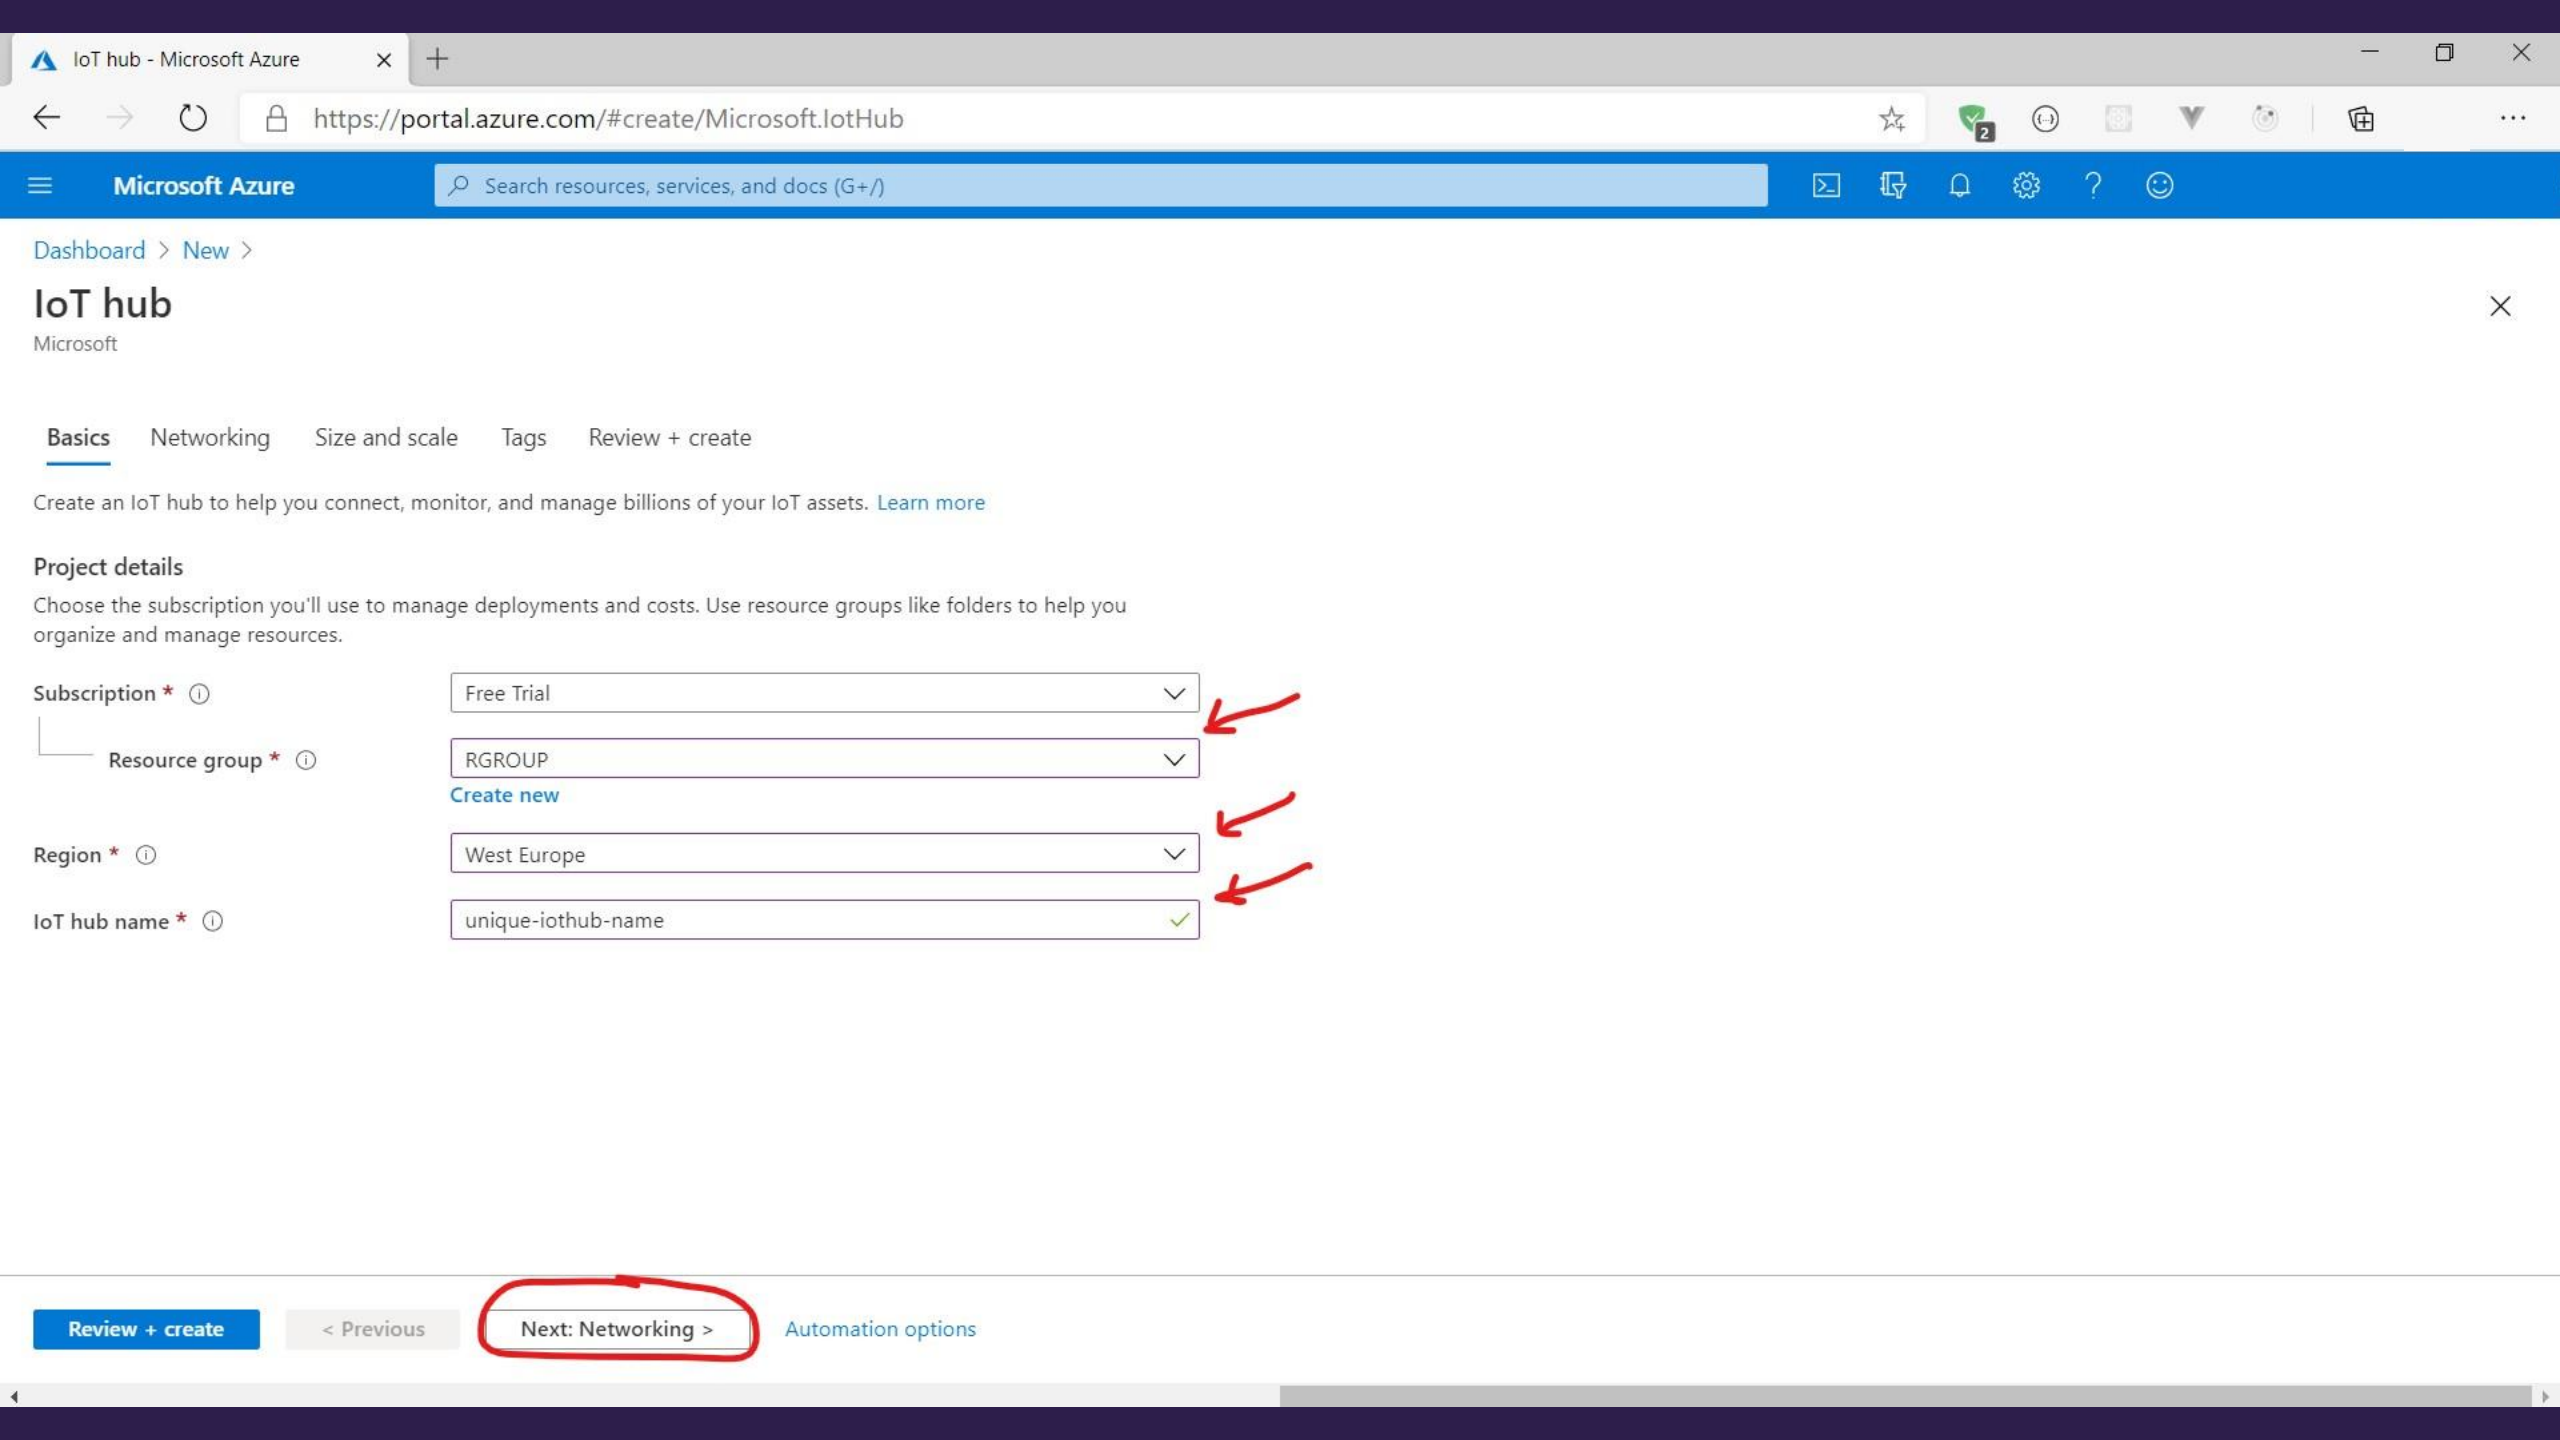 IoT hub - Microsoft Azure
https://portal.azure.com/#create/Microsoft.IotHub
2
Microsoft Azure
Search resources, services, and docs (G+/)
Dashboard > New >
IoT hub
Microsoft
Basics Networking Size and scale Tags Review + create
Create an IoT hub to help you connect, monitor, and manage billions of your IoT assets. Learn more
Project details
Choose the subscription you'll use to manage deployments and costs. Use resource groups like folders to help you
organize and manage resources.
Subscription * Free Trial
Resource group * RGROUP
Create new
Region * West Europe
IoT hub name * unique-iothub-name
Review + create < Previous Next: Networking > Automation options